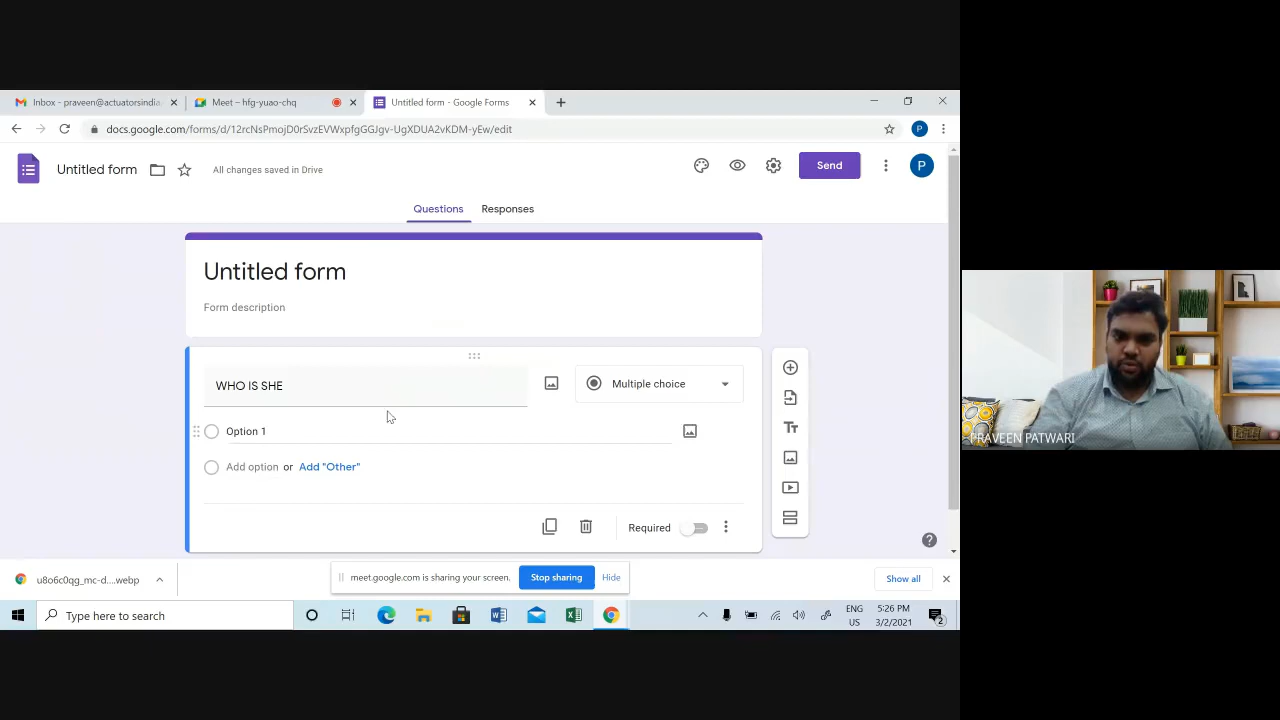 Inbox - praveen@actuatorsindia
Meet – hfg-yuao-chq
Untitled form - Google Forms
docs.google.com/forms/d/12rcNsPmojD0rSvzEVWxpfgGGJgv-UgXDUA2vKDM-yEw/edit
P
Untitled form
All changes saved in Drive
Send
P
Questions
Responses
Untitled form
Form description
WHO IS SHE
Multiple choice
Option 1
Add option or Add "Other"
Required
PRAVEEN PATWARI
u8o6c0qg_mc-d....webp
meet.google.com is sharing your screen.
Stop sharing
Hide
Show all
Type here to search
ENG
US
5:26 PM
3/2/2021
2